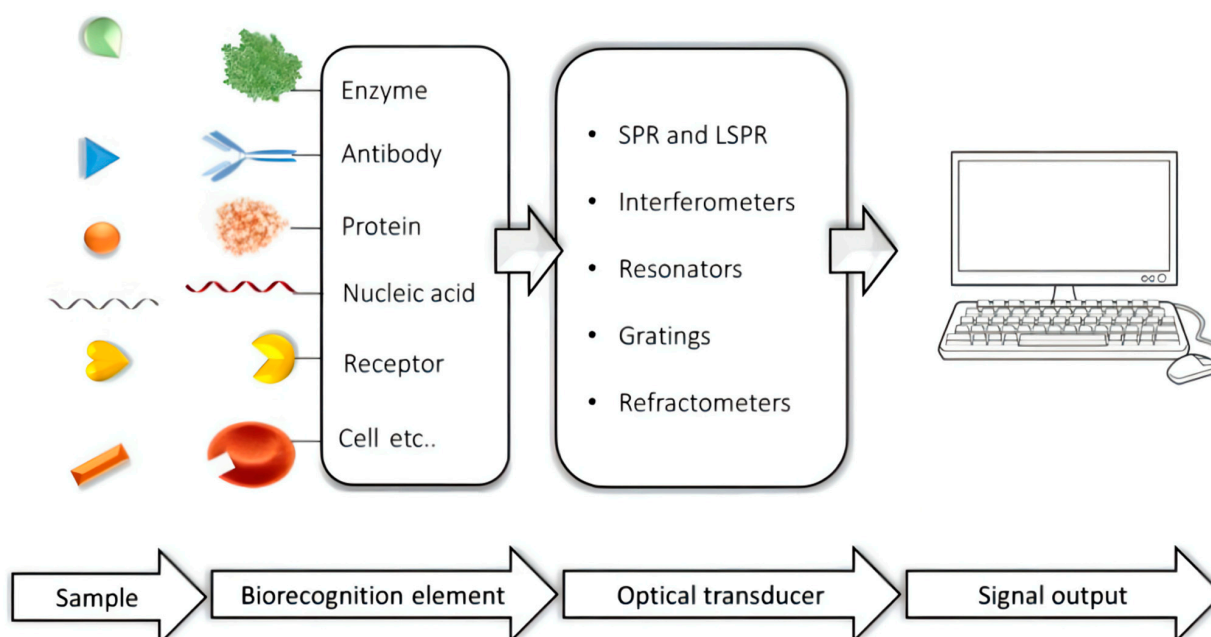 Enzyme
Antibody
Protein
Nucleic acid
Receptor
Cell etc..
• SPR and LSPR
• Interferometers
• Resonators
• Gratings
• Refractometers
Sample
Biorecognition element
Optical transducer
Signal output